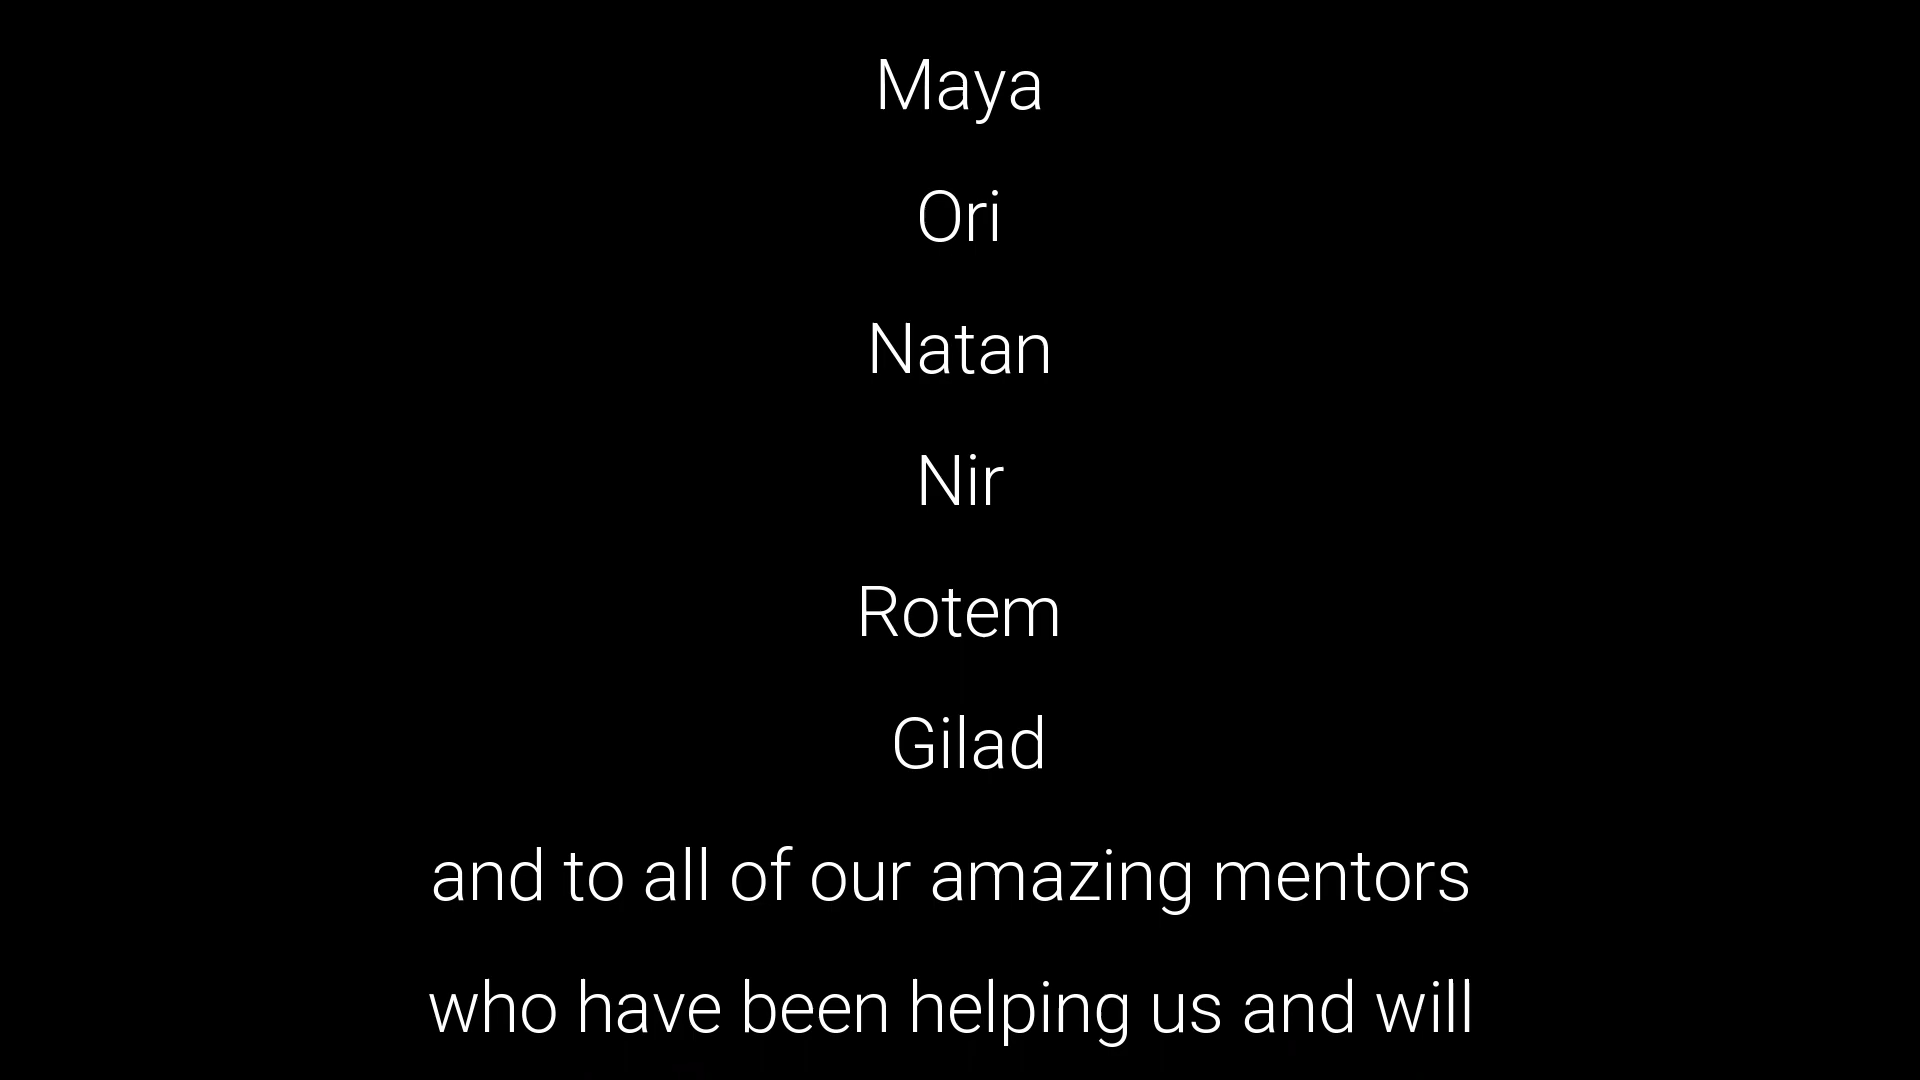 Maya
Ori
Natan
Nir
Rotem
Gilad
and to all of our amazing mentors
who have been helping us and will